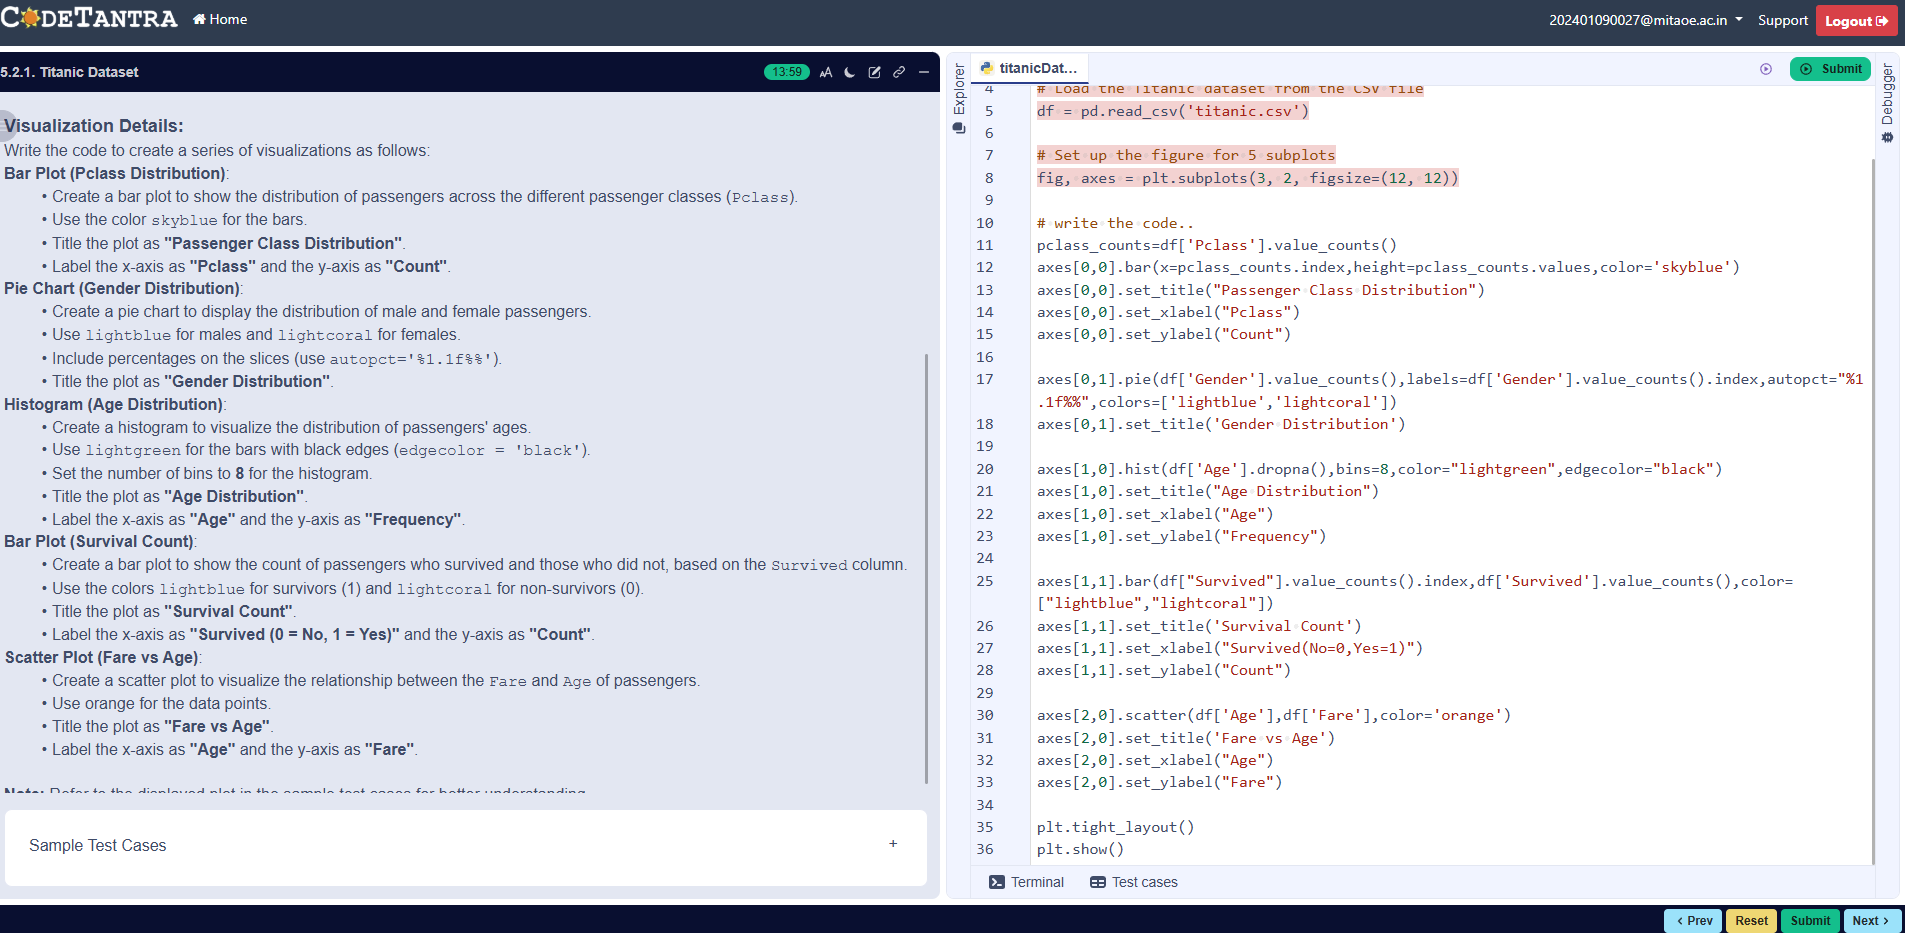 CODETANTRA
Home
202401090027@mitaoe.ac.in
Support
Logout
5.2.1. Titanic Dataset
13:59
Visualization Details:
Write the code to create a series of visualizations as follows:
Bar Plot (Pclass Distribution):
• Create a bar plot to show the distribution of passengers across the different passenger classes (Pclass).
• Use the color skyblue for the bars.
• Title the plot as "Passenger Class Distribution".
• Label the x-axis as "Pclass" and the y-axis as "Count".
Pie Chart (Gender Distribution):
• Create a pie chart to display the distribution of male and female passengers.
• Use lightblue for males and lightcoral for females.
• Include percentages on the slices (use autopct='%1.1f%%').
• Title the plot as "Gender Distribution".
Histogram (Age Distribution):
• Create a histogram to visualize the distribution of passengers' ages.
• Use lightgreen for the bars with black edges (edgecolor = 'black').
• Set the number of bins to 8 for the histogram.
• Title the plot as "Age Distribution".
• Label the x-axis as "Age" and the y-axis as "Frequency".
Bar Plot (Survival Count):
• Create a bar plot to show the count of passengers who survived and those who did not, based on the Survived column.
• Use the colors lightblue for survivors (1) and lightcoral for non-survivors (0).
• Title the plot as "Survival Count".
• Label the x-axis as "Survived (0 = No, 1 = Yes)" and the y-axis as "Count".
Scatter Plot (Fare vs Age):
• Create a scatter plot to visualize the relationship between the Fare and Age of passengers.
• Use orange for the data points.
• Title the plot as "Fare vs Age".
• Label the x-axis as "Age" and the y-axis as "Fare".
Note: Refer to the displayed plot in the sample test cases for better understanding
Sample Test Cases
+
Explorer
titanicDat...
Submit
Debugger
4 # Load the Titanic dataset from the CSV file
5 df = pd.read_csv('titanic.csv')
6
7 # Set up the figure for 5 subplots
8 fig, axes = plt.subplots(3, 2, figsize=(12, 12))
9
10 # write the code..
11 pclass_counts=df['Pclass'].value_counts()
12 axes[0,0].bar(x=pclass_counts.index,height=pclass_counts.values,color='skyblue')
13 axes[0,0].set_title("Passenger Class Distribution")
14 axes[0,0].set_xlabel("Pclass")
15 axes[0,0].set_ylabel("Count")
16
17 axes[0,1].pie(df['Gender'].value_counts(),labels=df['Gender'].value_counts().index,autopct="%1
.1f%%",colors=['lightblue','lightcoral'])
18 axes[0,1].set_title('Gender Distribution')
19
20 axes[1,0].hist(df['Age'].dropna(),bins=8,color="lightgreen",edgecolor="black")
21 axes[1,0].set_title("Age Distribution")
22 axes[1,0].set_xlabel("Age")
23 axes[1,0].set_ylabel("Frequency")
24
25 axes[1,1].bar(df["Survived"].value_counts().index,df['Survived'].value_counts(),color=
["lightblue","lightcoral"])
26 axes[1,1].set_title('Survival Count')
27 axes[1,1].set_xlabel("Survived(No=0,Yes=1)")
28 axes[1,1].set_ylabel("Count")
29
30 axes[2,0].scatter(df['Age'],df['Fare'],color='orange')
31 axes[2,0].set_title('Fare vs Age')
32 axes[2,0].set_xlabel("Age")
33 axes[2,0].set_ylabel("Fare")
34
35 plt.tight_layout()
36 plt.show()
Terminal
Test cases
< Prev
Reset
Submit
Next >